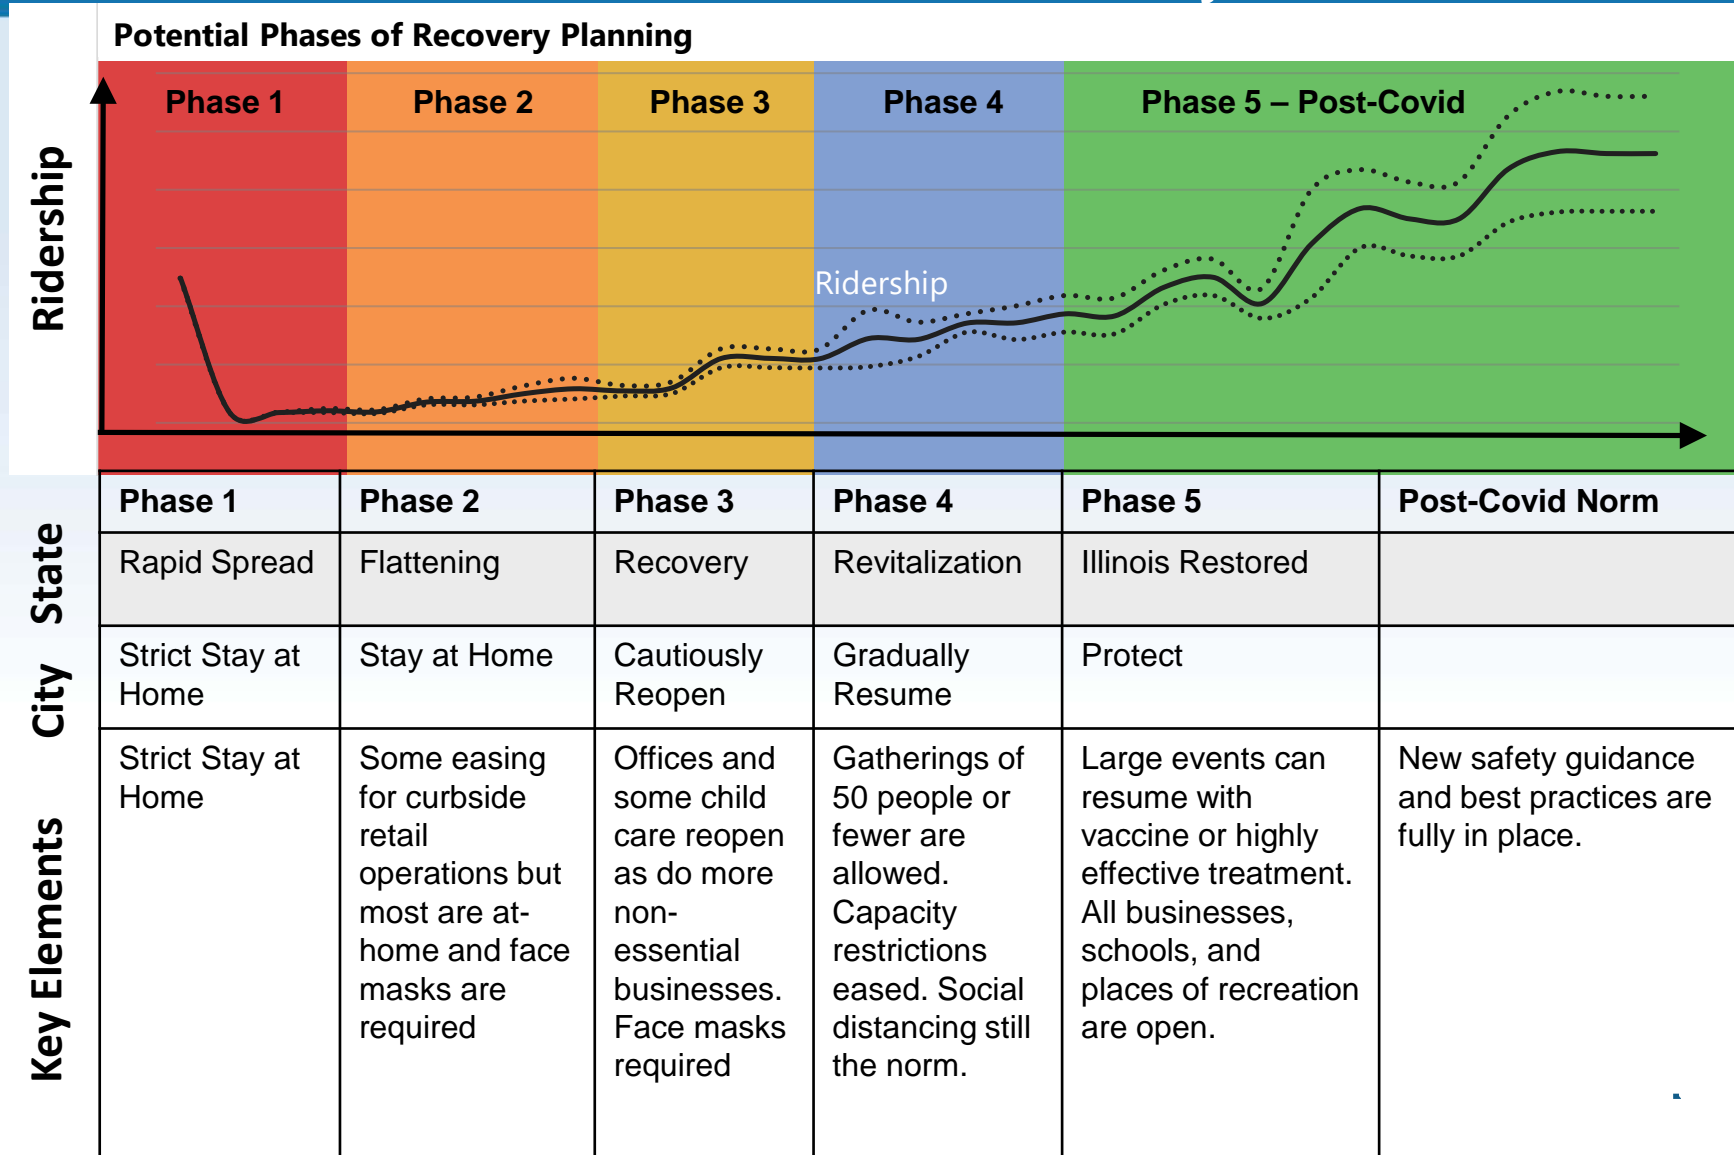 Potential Phases of Recovery Planning
Ridership
Phase 1
Phase 2
Phase 3
Phase 4
Phase 5 – Post-Covid
Ridership
Phase 1
Phase 2
Phase 3
Phase 4
Phase 5
Post-Covid Norm
State
Rapid Spread
Flattening
Recovery
Revitalization
Illinois Restored
City
Strict Stay at
Home
Stay at Home
Cautiously
Reopen
Gradually
Resume
Protect
Key Elements
Strict Stay at
Home
Some easing
for curbside
retail
operations but
most are at-
home and face
masks are
required
Offices and
some child
care reopen
as do more
non-
essential
businesses.
Face masks
required
Gatherings of
50 people or
fewer are
allowed.
Capacity
restrictions
eased. Social
distancing still
the norm.
Large events can
resume with
vaccine or highly
effective treatment.
All businesses,
schools, and
places of recreation
are open.
New safety guidance
and best practices are
fully in place.